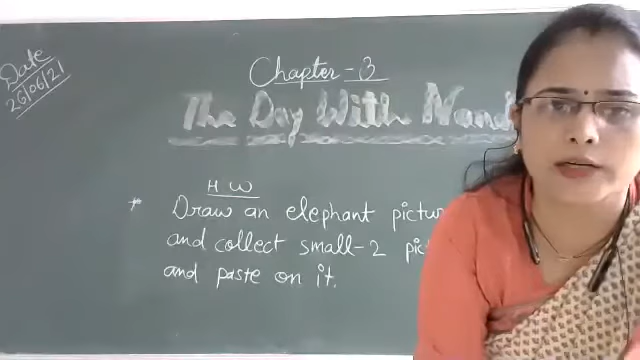 Date
26/06/21
Chapter - 3
The Day With
H W
* Draw an elephant
and collect small-2
and paste on it.